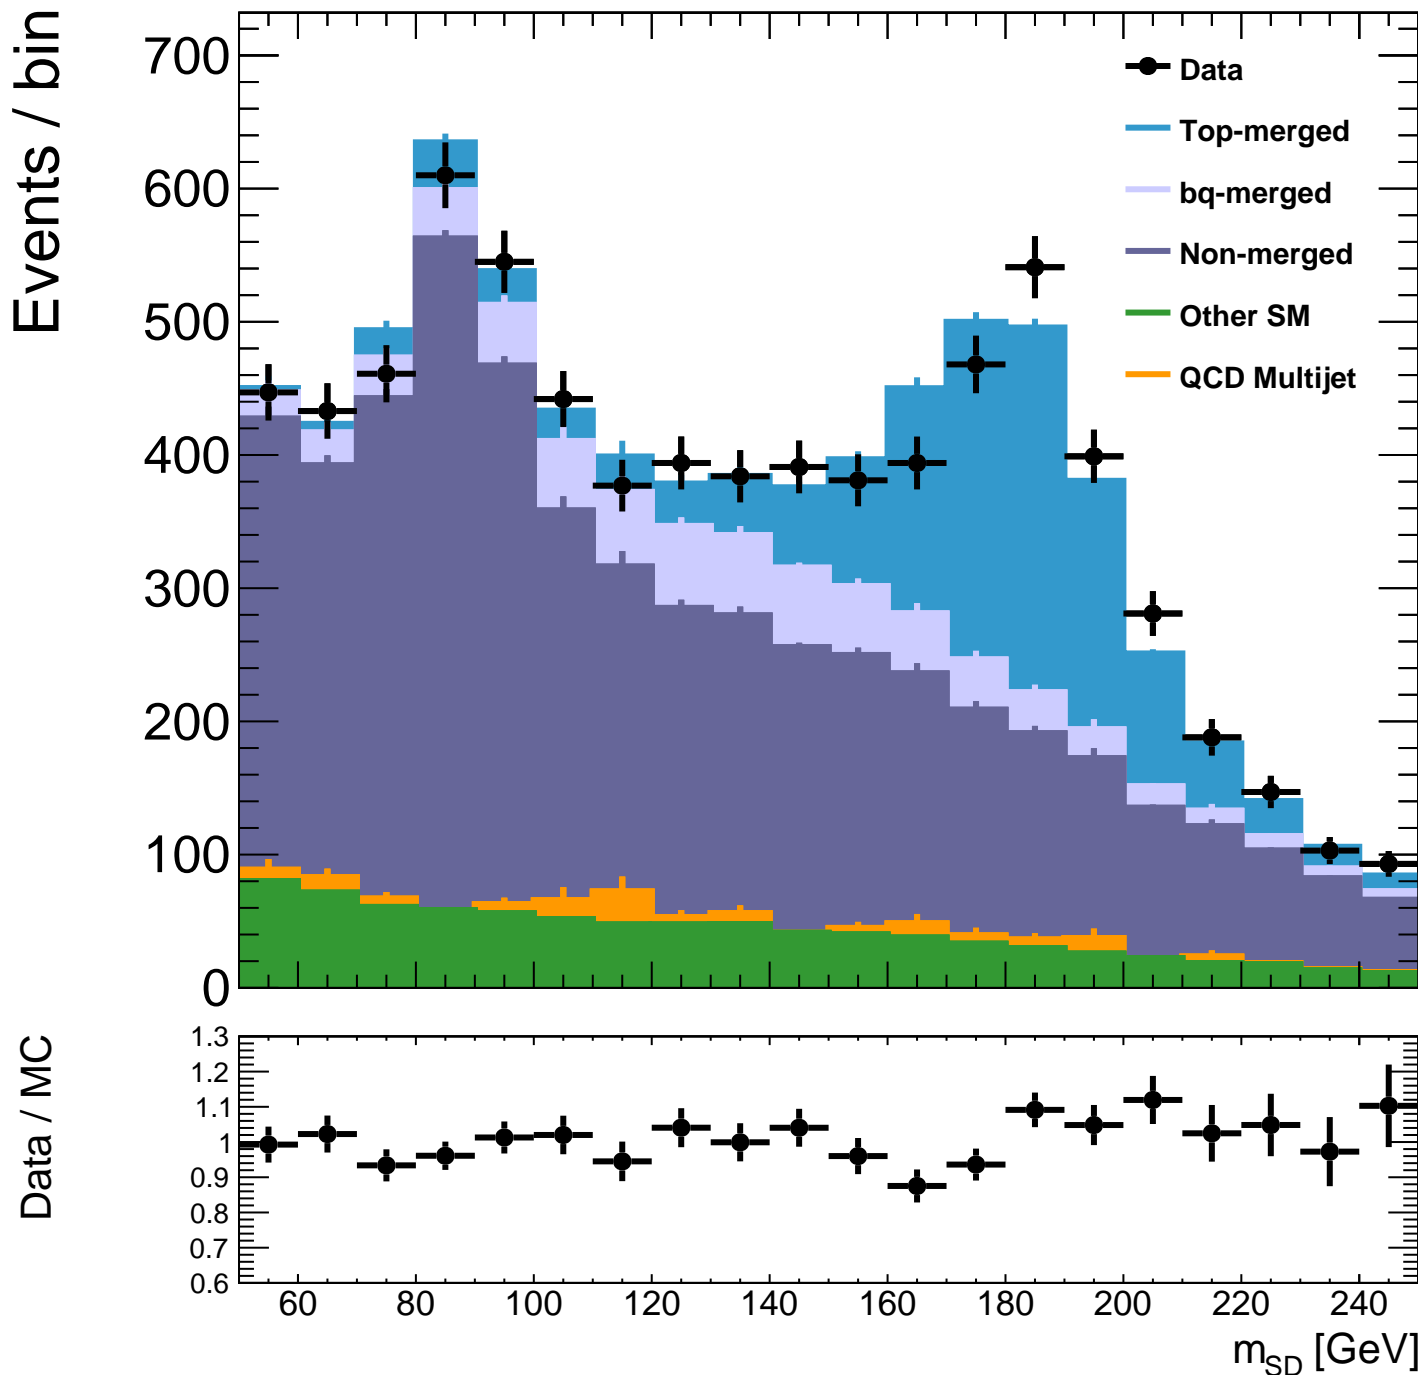 Events / bin
700
600
500
400
300
200
100
0
Data
Top-merged
bq-merged
Non-merged
Other SM
QCD Multijet
Data / MC
1.3
1.2
1.1
1
0.9
0.8
0.7
0.6
60 80 100 120 140 160 180 200 220 240
m_SD [GeV]